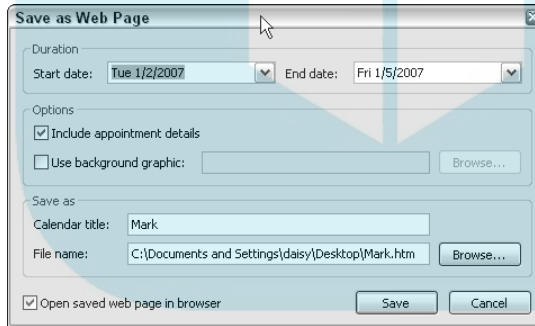 Save as Web Page
Duration
Start date: Tue 1/2/2007 End date: Fri 1/5/2007
Options
Include appointment details
Use background graphic: Browse...
Save as
Calendar title: Mark
File name: C:\Documents and Settings\daisy\Desktop\Mark.htm Browse...
Open saved web page in browser Save Cancel